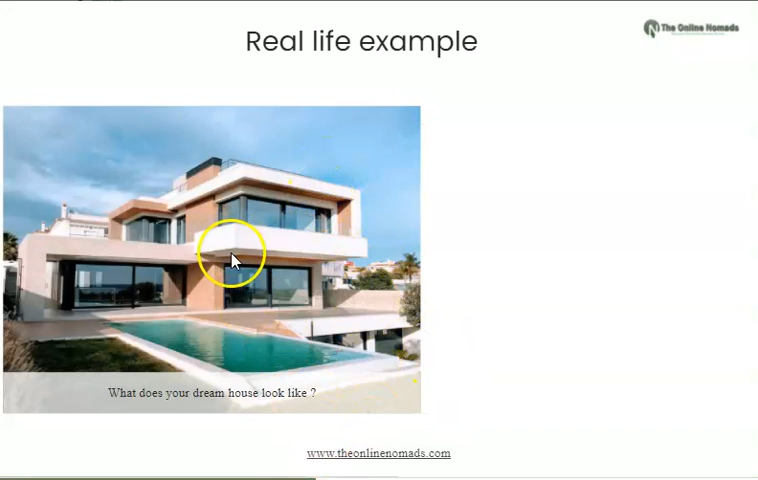 Real life example
The Online Nomads
What does your dream house look like ?
www.theonlinenomads.com